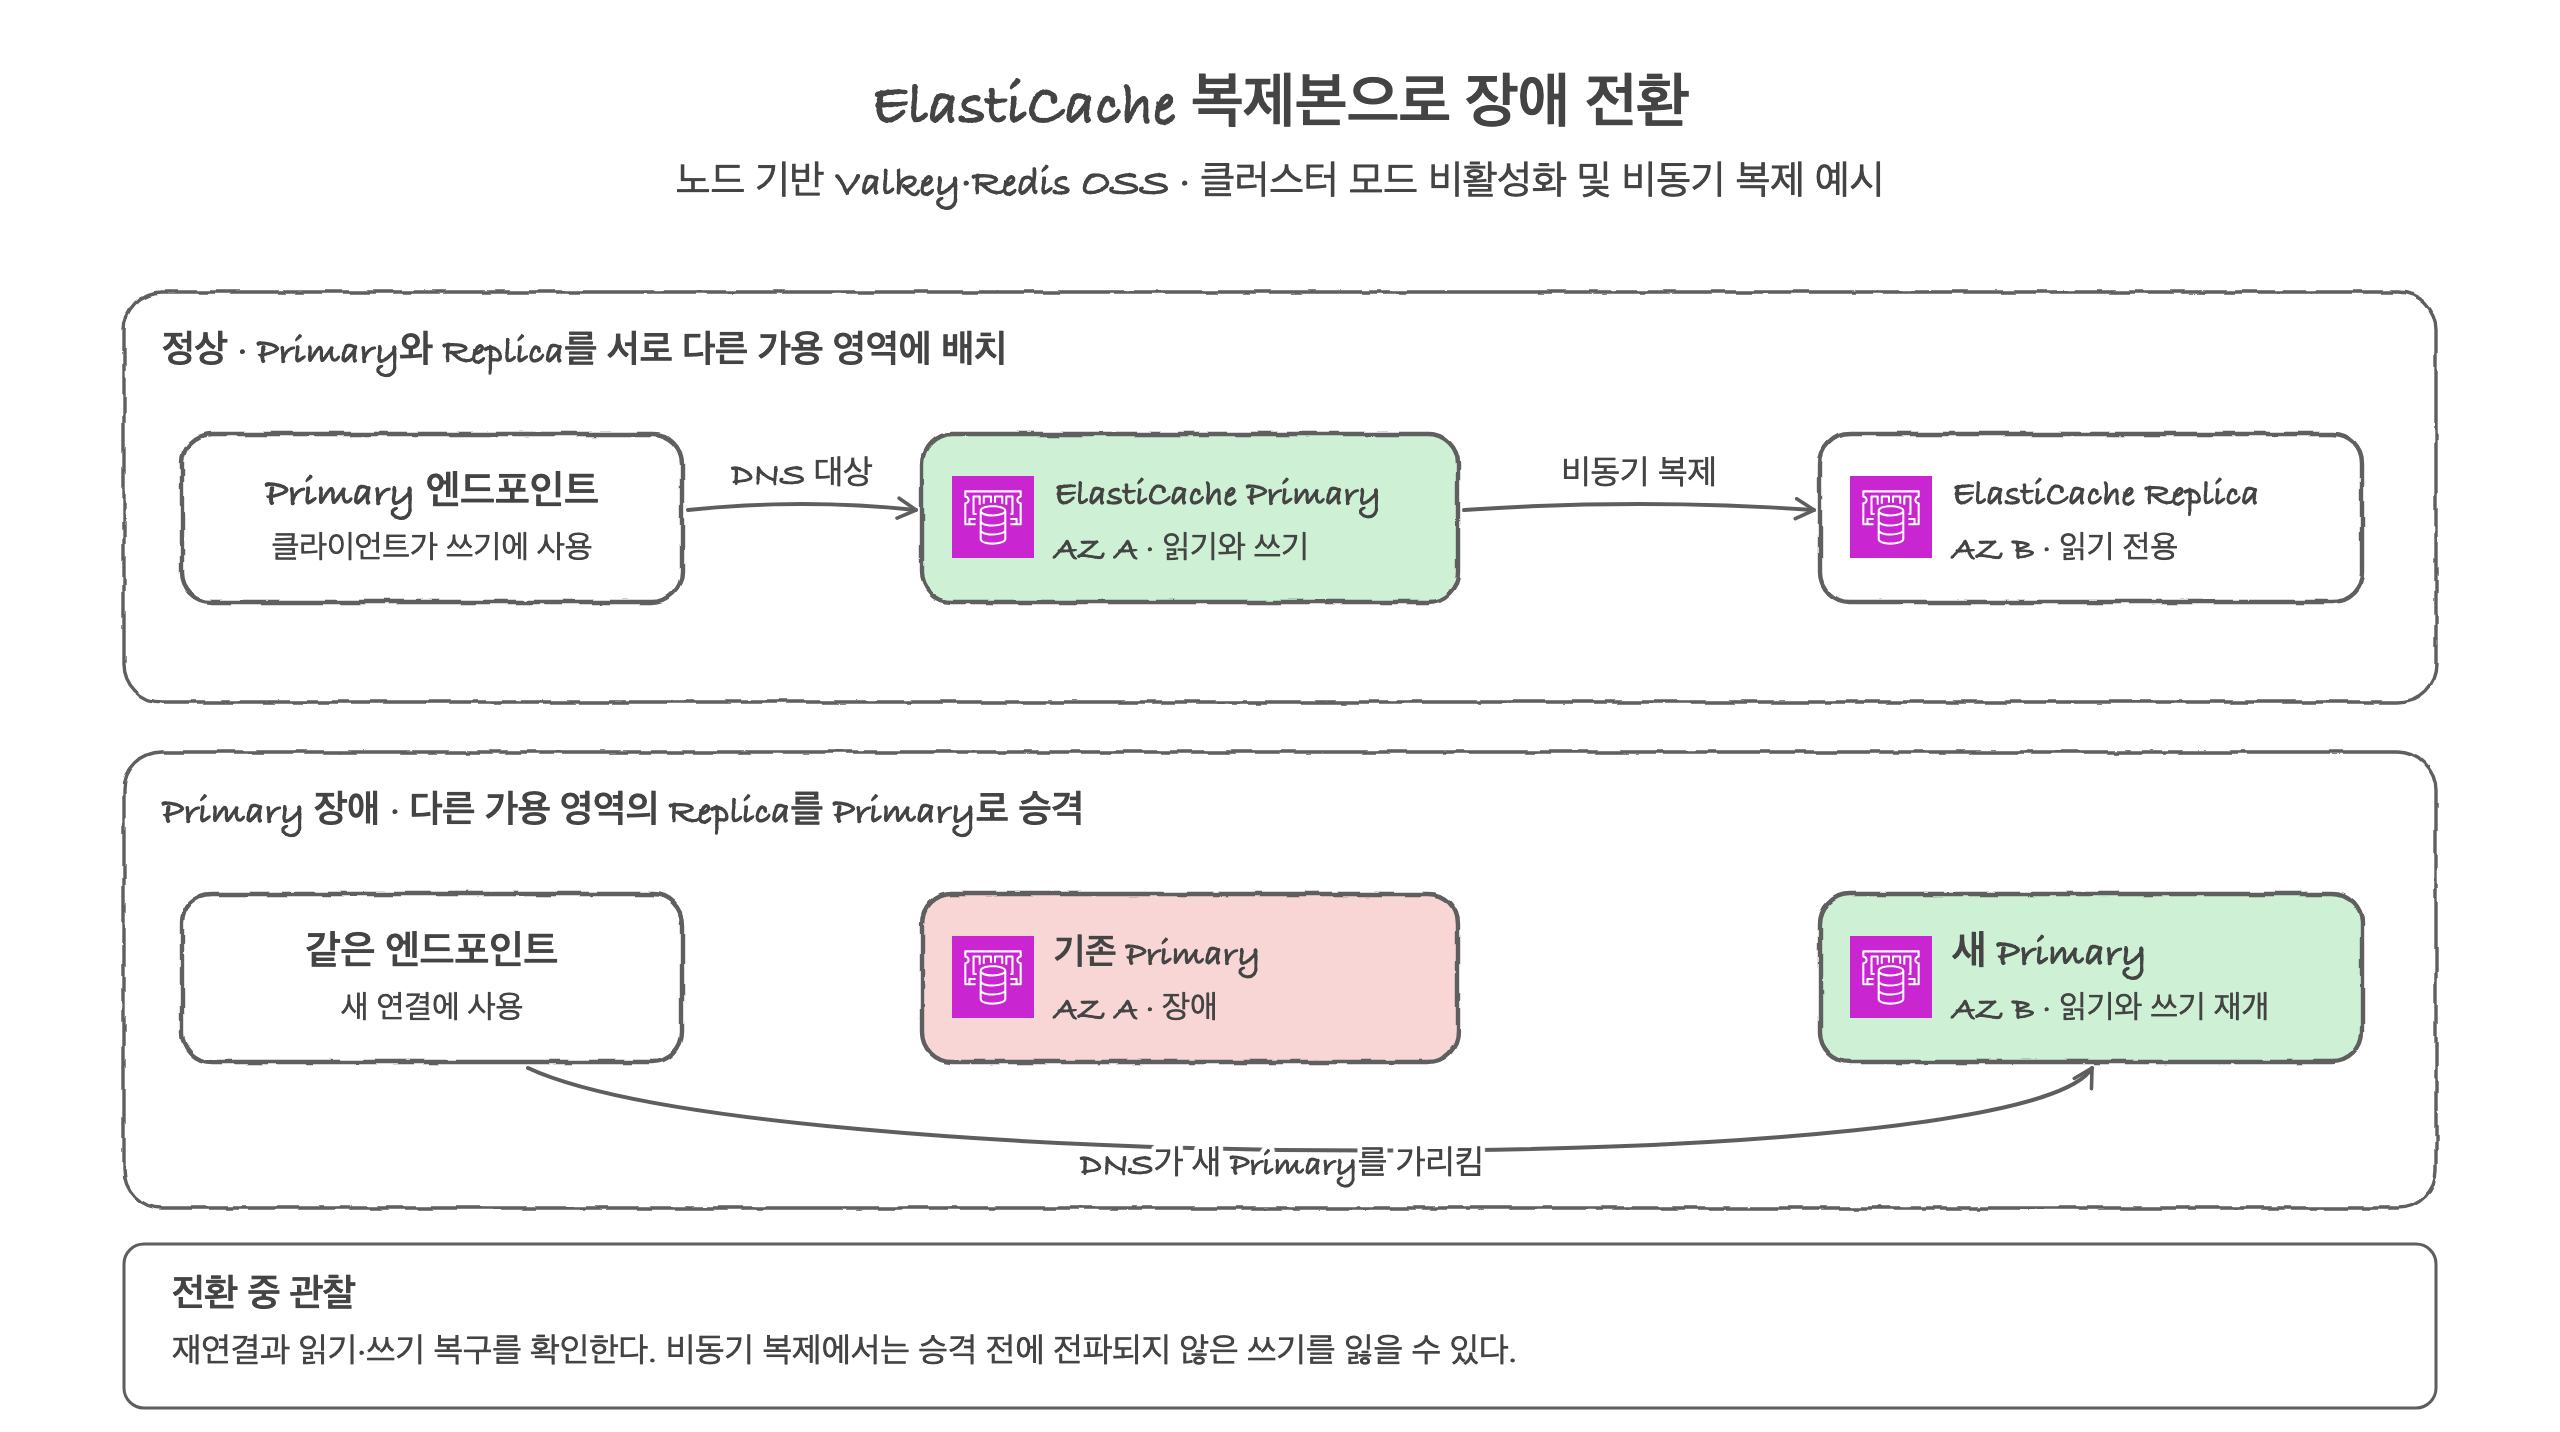 ElastiCache 복제본으로 장애 전환
노드 기반 Valkey·Redis OSS · 클러스터 모드 비활성화 및 비동기 복제 예시
정상 · Primary와 Replica를 서로 다른 가용 영역에 배치
Primary 엔드포인트
클라이언트가 쓰기에 사용
DNS 대상
ElastiCache Primary
AZ A · 읽기와 쓰기
비동기 복제
ElastiCache Replica
AZ B · 읽기 전용
Primary 장애 · 다른 가용 영역의 Replica를 Primary로 승격
같은 엔드포인트
새 연결에 사용
기존 Primary
AZ A · 장애
새 Primary
AZ B · 읽기와 쓰기 재개
DNS가 새 Primary를 가리킴
전환 중 관찰
재연결과 읽기·쓰기 복구를 확인한다. 비동기 복제에서는 승격 전에 전파되지 않은 쓰기를 잃을 수 있다.